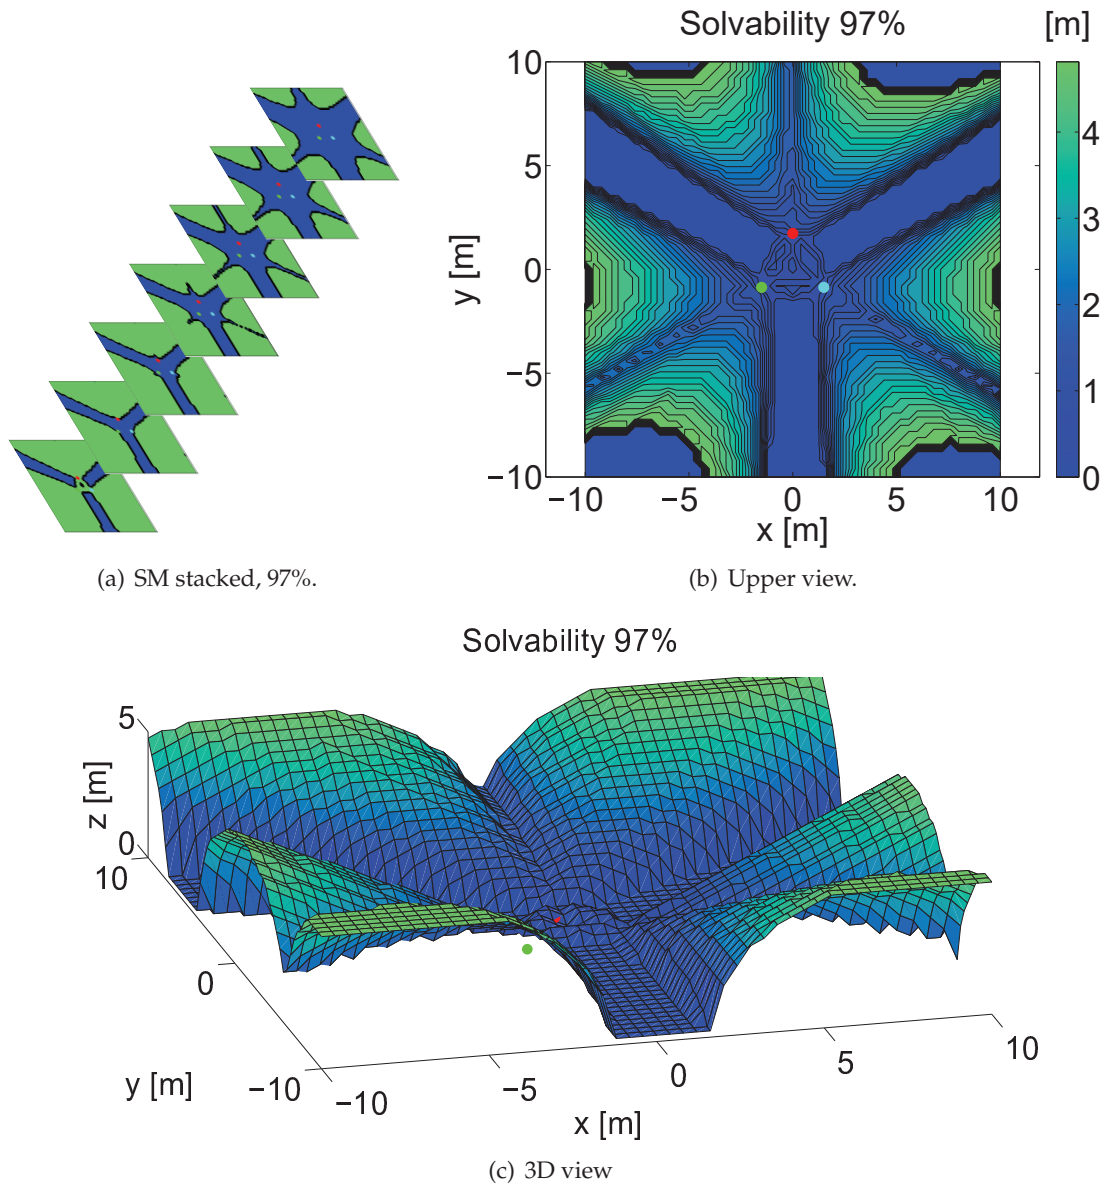 Solvability 97%
[m]
10
5
0
−5
−10
y [m]
−10
−5
0
5
10
x [m]
4
3
2
1
0
(a) SM stacked, 97%.
(b) Upper view.
Solvability 97%
5
0
z [m]
10
0
−10
y [m]
−10
−5
0
5
10
x [m]
(c) 3D view